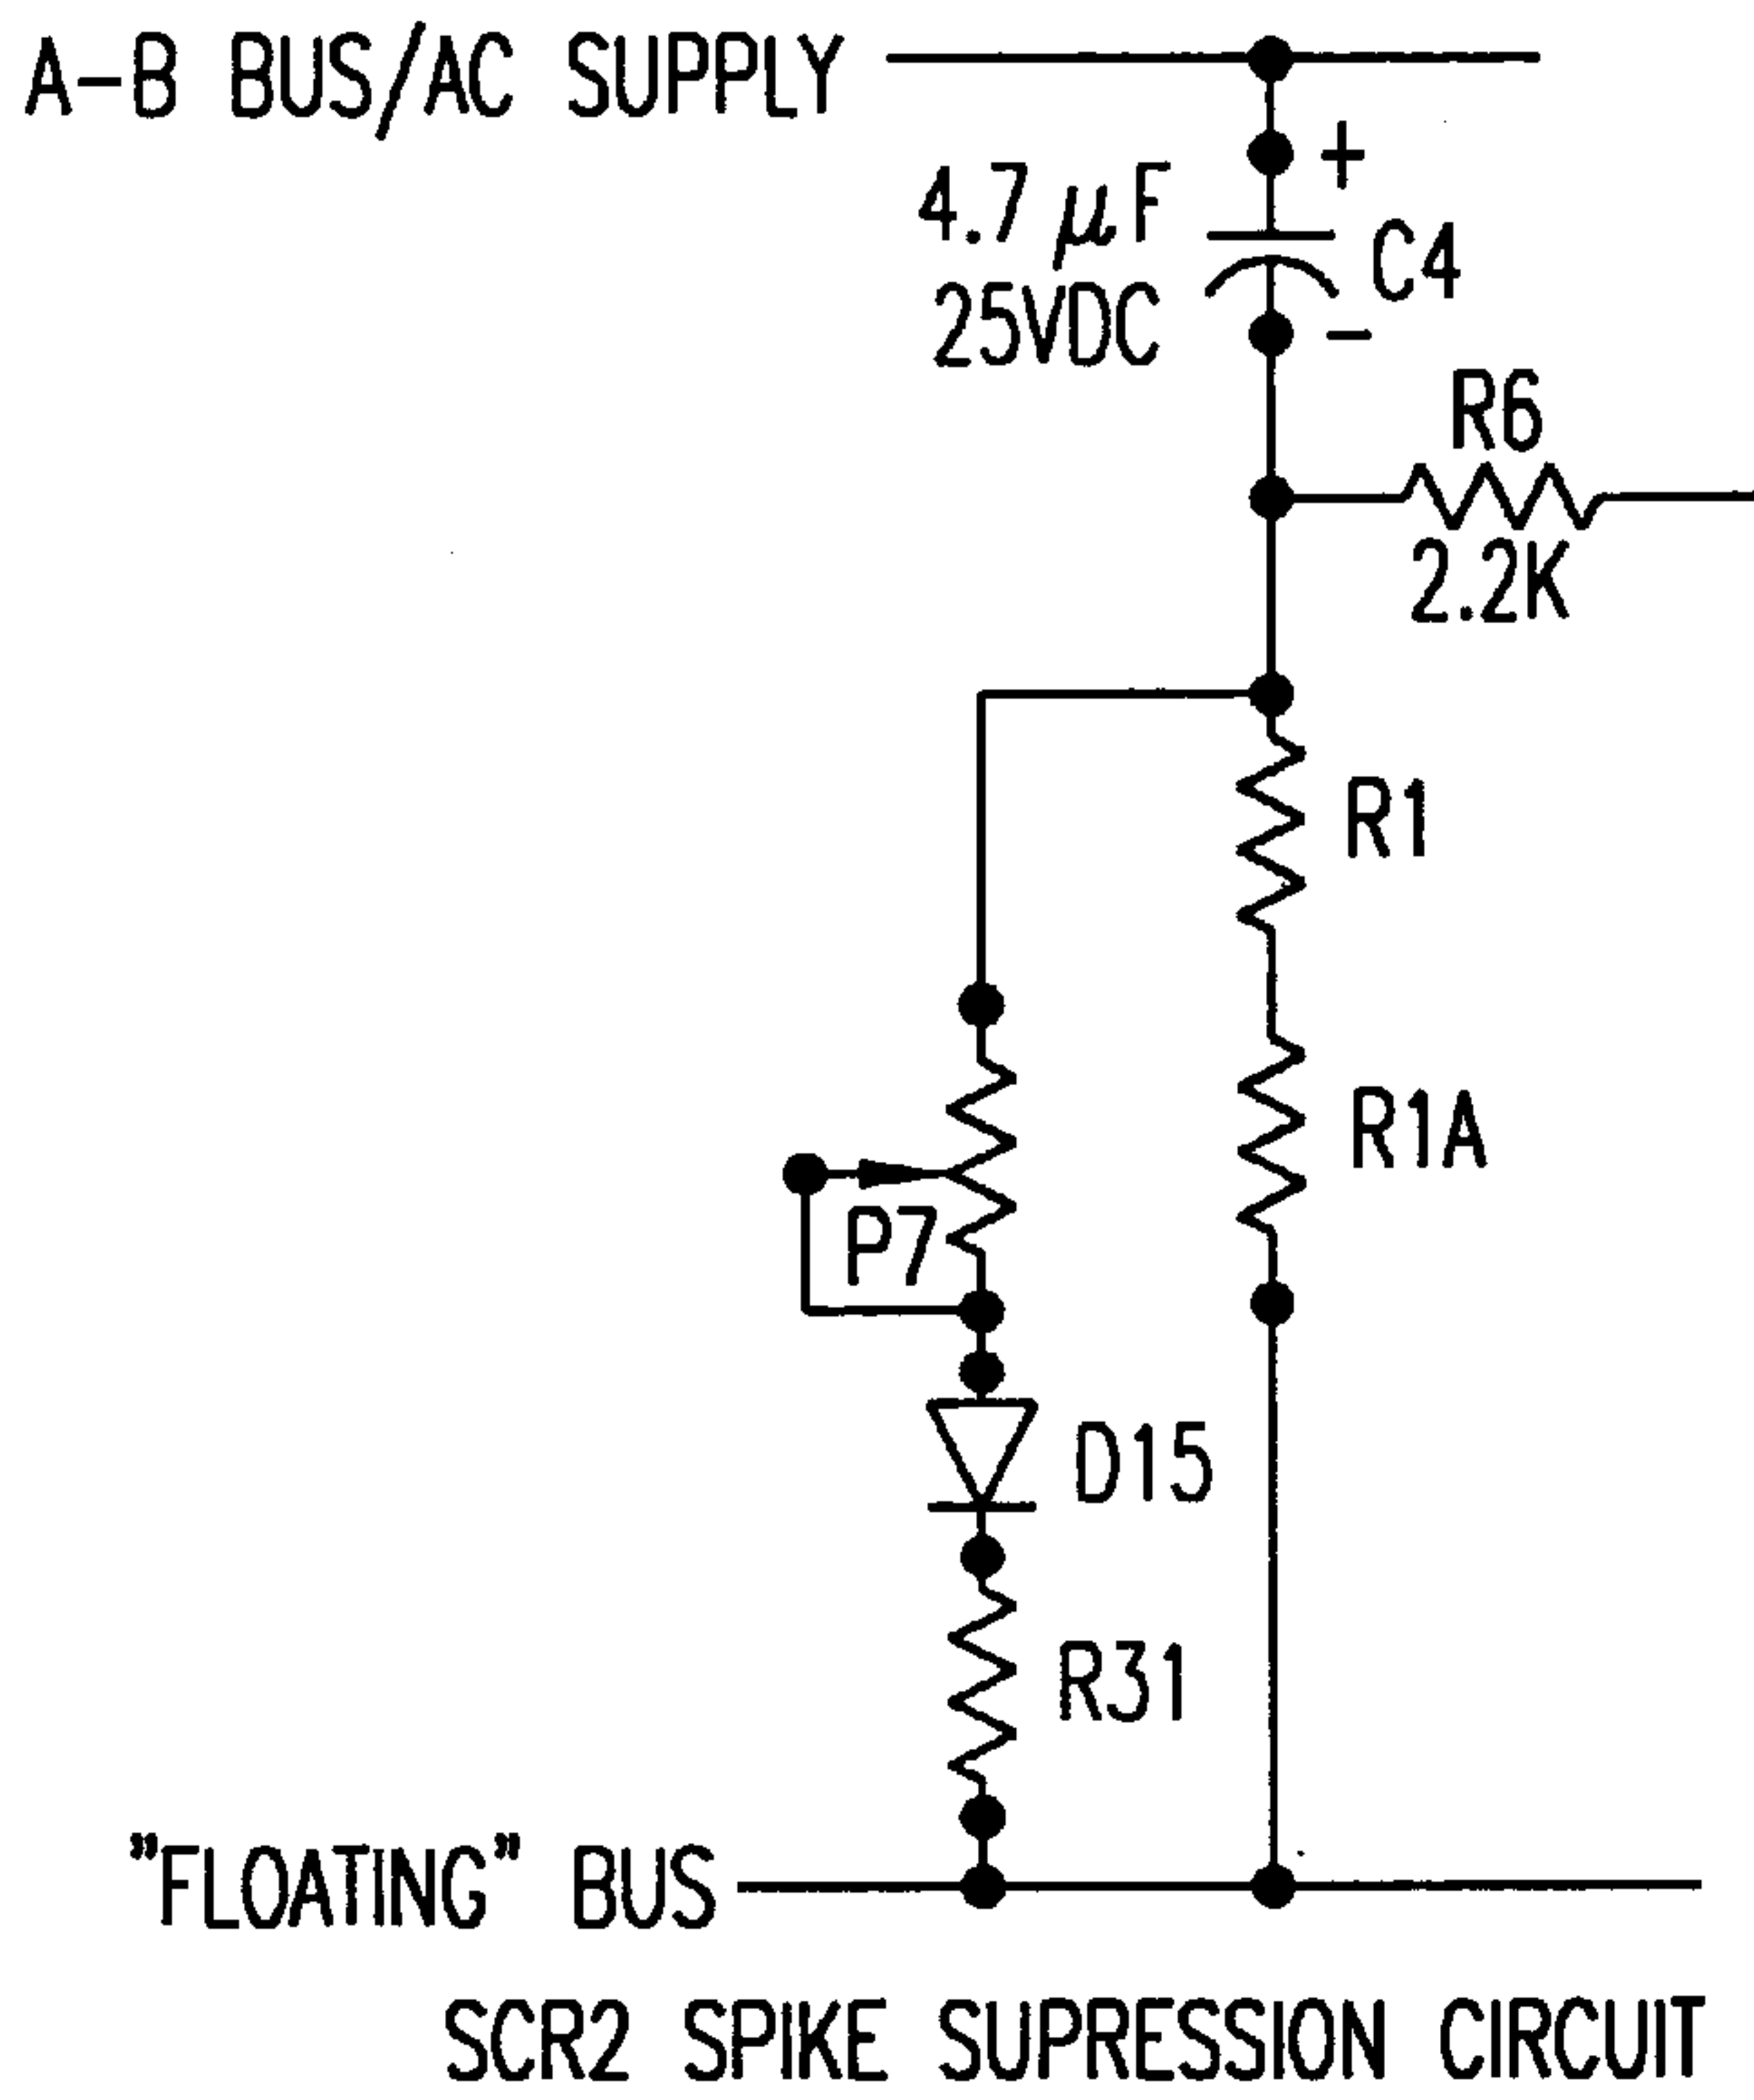 A-B BUS/AC SUPPLY
+
4.7 μF
25VDC
C4
-
R6
2.2K
R1
R1A
P7
D15
R31
"FLOATING" BUS
SCR2 SPIKE SUPRESSION CIRCUIT